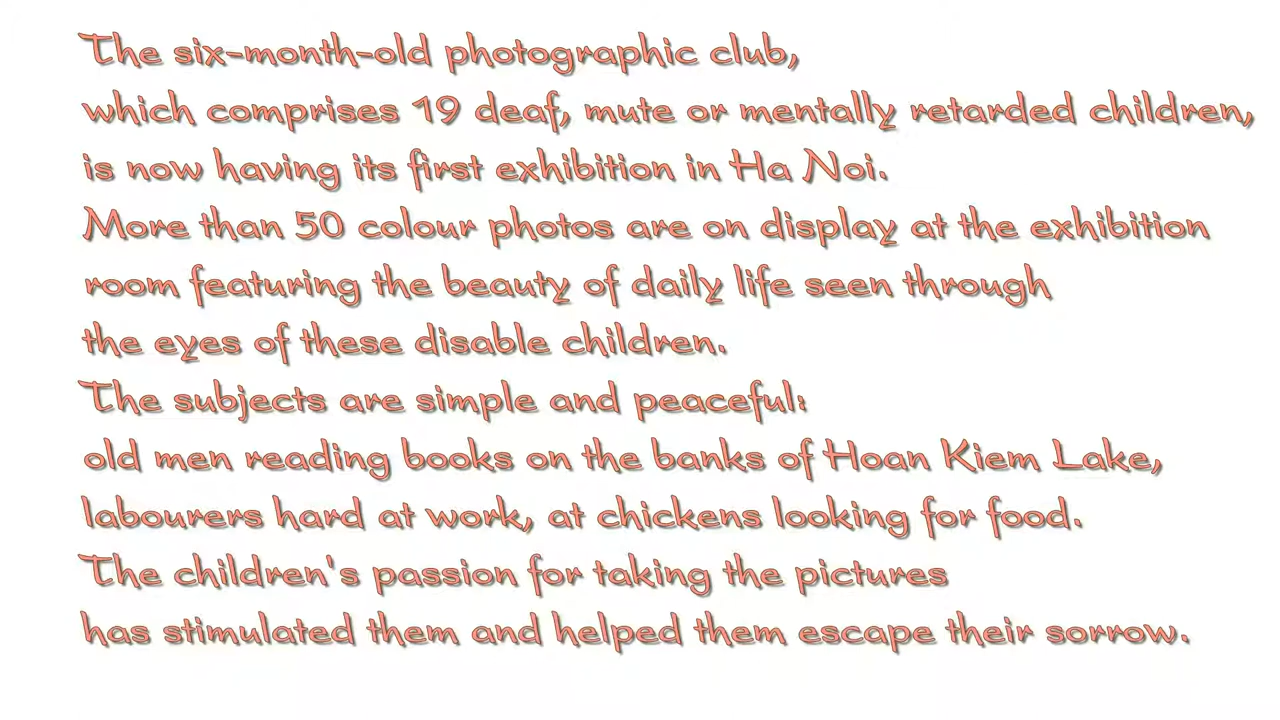 The six-month-old photographic club,
which comprises 19 deaf, mute or mentally retarded children,
is now having its first exhibition in Ha Noi.
More than 50 colour photos are on display at the exhibition
room featuring the beauty of daily life seen through
the eyes of these disable children.
The subjects are simple and peaceful:
old men reading books on the banks of Hoan Kiem Lake,
labourers hard at work, at chickens looking for food.
The children's passion for taking the pictures
has stimulated them and helped them escape their sorrow.